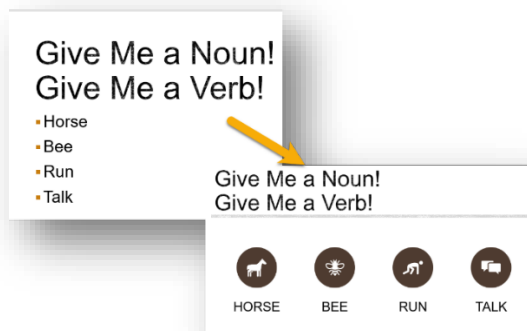 Give Me a Noun!
Give Me a Verb!
▪Horse
▪Bee
▪Run
▪Talk
Give Me a Noun!
Give Me a Verb!
HORSE BEE RUN TALK